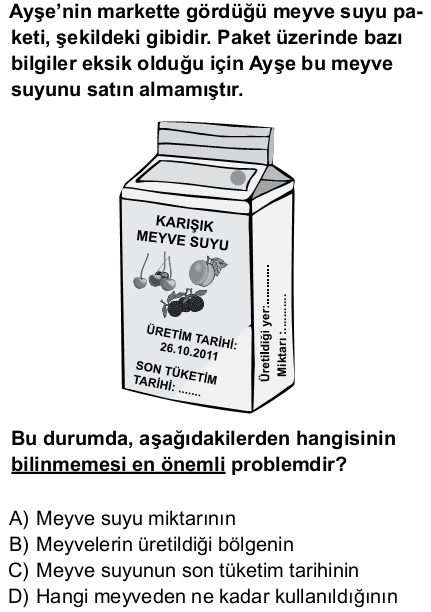 Ayşe’nin markette gördüğü meyve suyu pa-
keti, şekildeki gibidir. Paket üzerinde bazı
bilgiler eksik olduğu için Ayşe bu meyve
suyunu satın almamıştır.
KARIŞIK
MEYVE SUYU
ÜRETİM TARİHİ:
26.10.2011
SON TÜKETİM
TARİHİ: .......
Üretildiği yer:...........
Miktarı :..........
Bu durumda, aşağıdakilerden hangisinin
bilinmemesi en önemli problemdir?
A) Meyve suyu miktarının
B) Meyvelerin üretildiği bölgenin
C) Meyve suyunun son tüketim tarihinin
D) Hangi meyveden ne kadar kullanıldığının